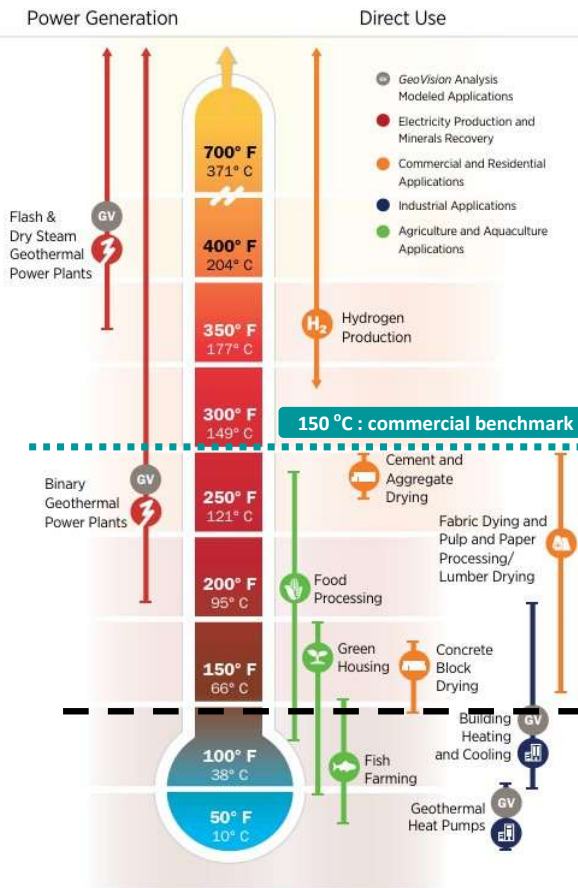 Power Generation
Direct Use
GV
GeoVision Analysis
Modeled Applications
Electricity Production and
Minerals Recovery
Commercial and Residential
Applications
Industrial Applications
Agriculture and Aquaculture
Applications
700° F
371° C
Flash &
Dry Steam
Geothermal
Power Plants
GV
400° F
204° C
350° F
177° C
H2
Hydrogen
Production
300° F
149° C
150 °C : commercial benchmark
Binary
Geothermal
Power Plants
GV
250° F
121° C
Cement and
Aggregate
Drying
Fabric Dying and
Pulp and Paper
Processing/
Lumber Drying
200° F
95° C
Food
Processing
150° F
66° C
Green
Housing
Concrete
Block
Drying
Building
Heating
and Cooling
GV
100° F
38° C
Fish
Farming
50° F
10° C
Geothermal
Heat Pumps
GV